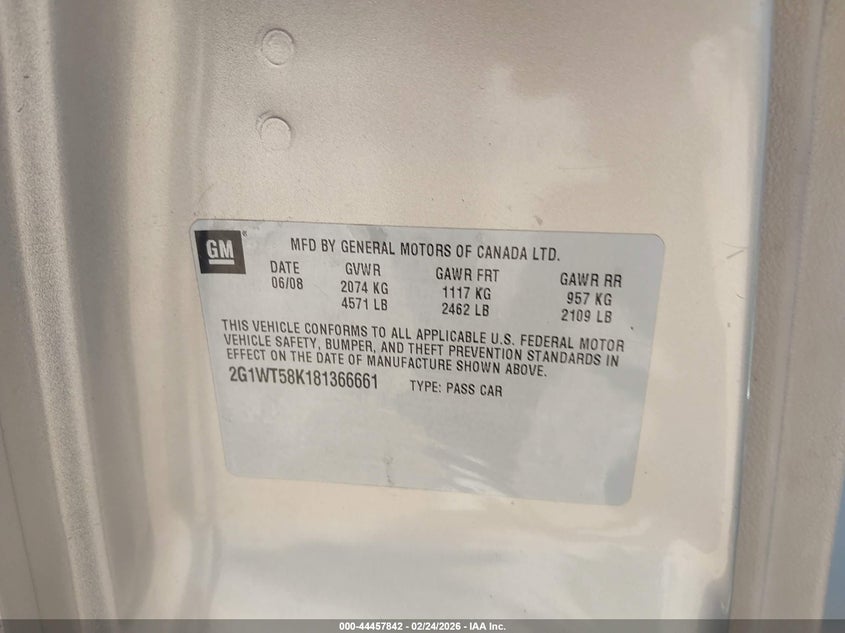 GM
MFD BY GENERAL MOTORS OF CANADA LTD.
DATE GVWR GAWR FRT GAWR RR
06/08 2074 KG 1117 KG 957 KG
4571 LB 2462 LB 2109 LB
THIS VEHICLE CONFORMS TO ALL APPLICABLE U.S. FEDERAL MOTOR
VEHICLE SAFETY, BUMPER, AND THEFT PREVENTION STANDARDS IN
EFFECT ON THE DATE OF MANUFACTURE SHOWN ABOVE.
2G1WT58K181366661 TYPE: PASS CAR
000-44457842 - 02/24/2026 - IAA Inc.